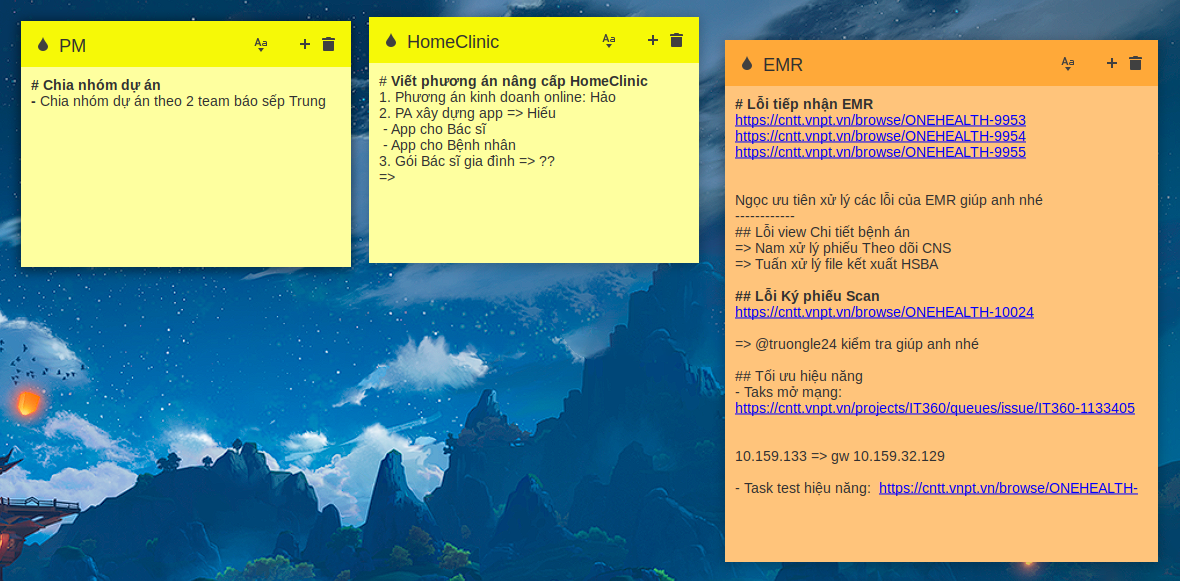 PM
# Chia nhóm dự án
- Chia nhóm dự án theo 2 team báo sếp Trung
HomeClinic
# Viết phương án nâng cấp HomeClinic
1. Phương án kinh doanh online: Hảo
2. PA xây dựng app => Hiếu
- App cho Bác sĩ
- App cho Bệnh nhân
3. Gói Bác sĩ gia đình => ??
=>
EMR
# Lỗi tiếp nhận EMR
https://cntt.vnpt.vn/browse/ONEHEALTH-9953
https://cntt.vnpt.vn/browse/ONEHEALTH-9954
https://cntt.vnpt.vn/browse/ONEHEALTH-9955
Ngọc ưu tiên xử lý các lỗi của EMR giúp anh nhé
------------
## Lỗi view Chi tiết bệnh án
=> Nam xử lý phiếu Theo dõi CNS
=> Tuấn xử lý file kết xuất HSBA
## Lỗi Ký phiếu Scan
https://cntt.vnpt.vn/browse/ONEHEALTH-10024
=> @truongle24 kiểm tra giúp anh nhé
## Tối ưu hiệu năng
- Taks mở mạng:
https://cntt.vnpt.vn/projects/IT360/queues/issue/IT360-1133405
10.159.133 => gw 10.159.32.129
- Task test hiệu năng: https://cntt.vnpt.vn/browse/ONEHEALTH-